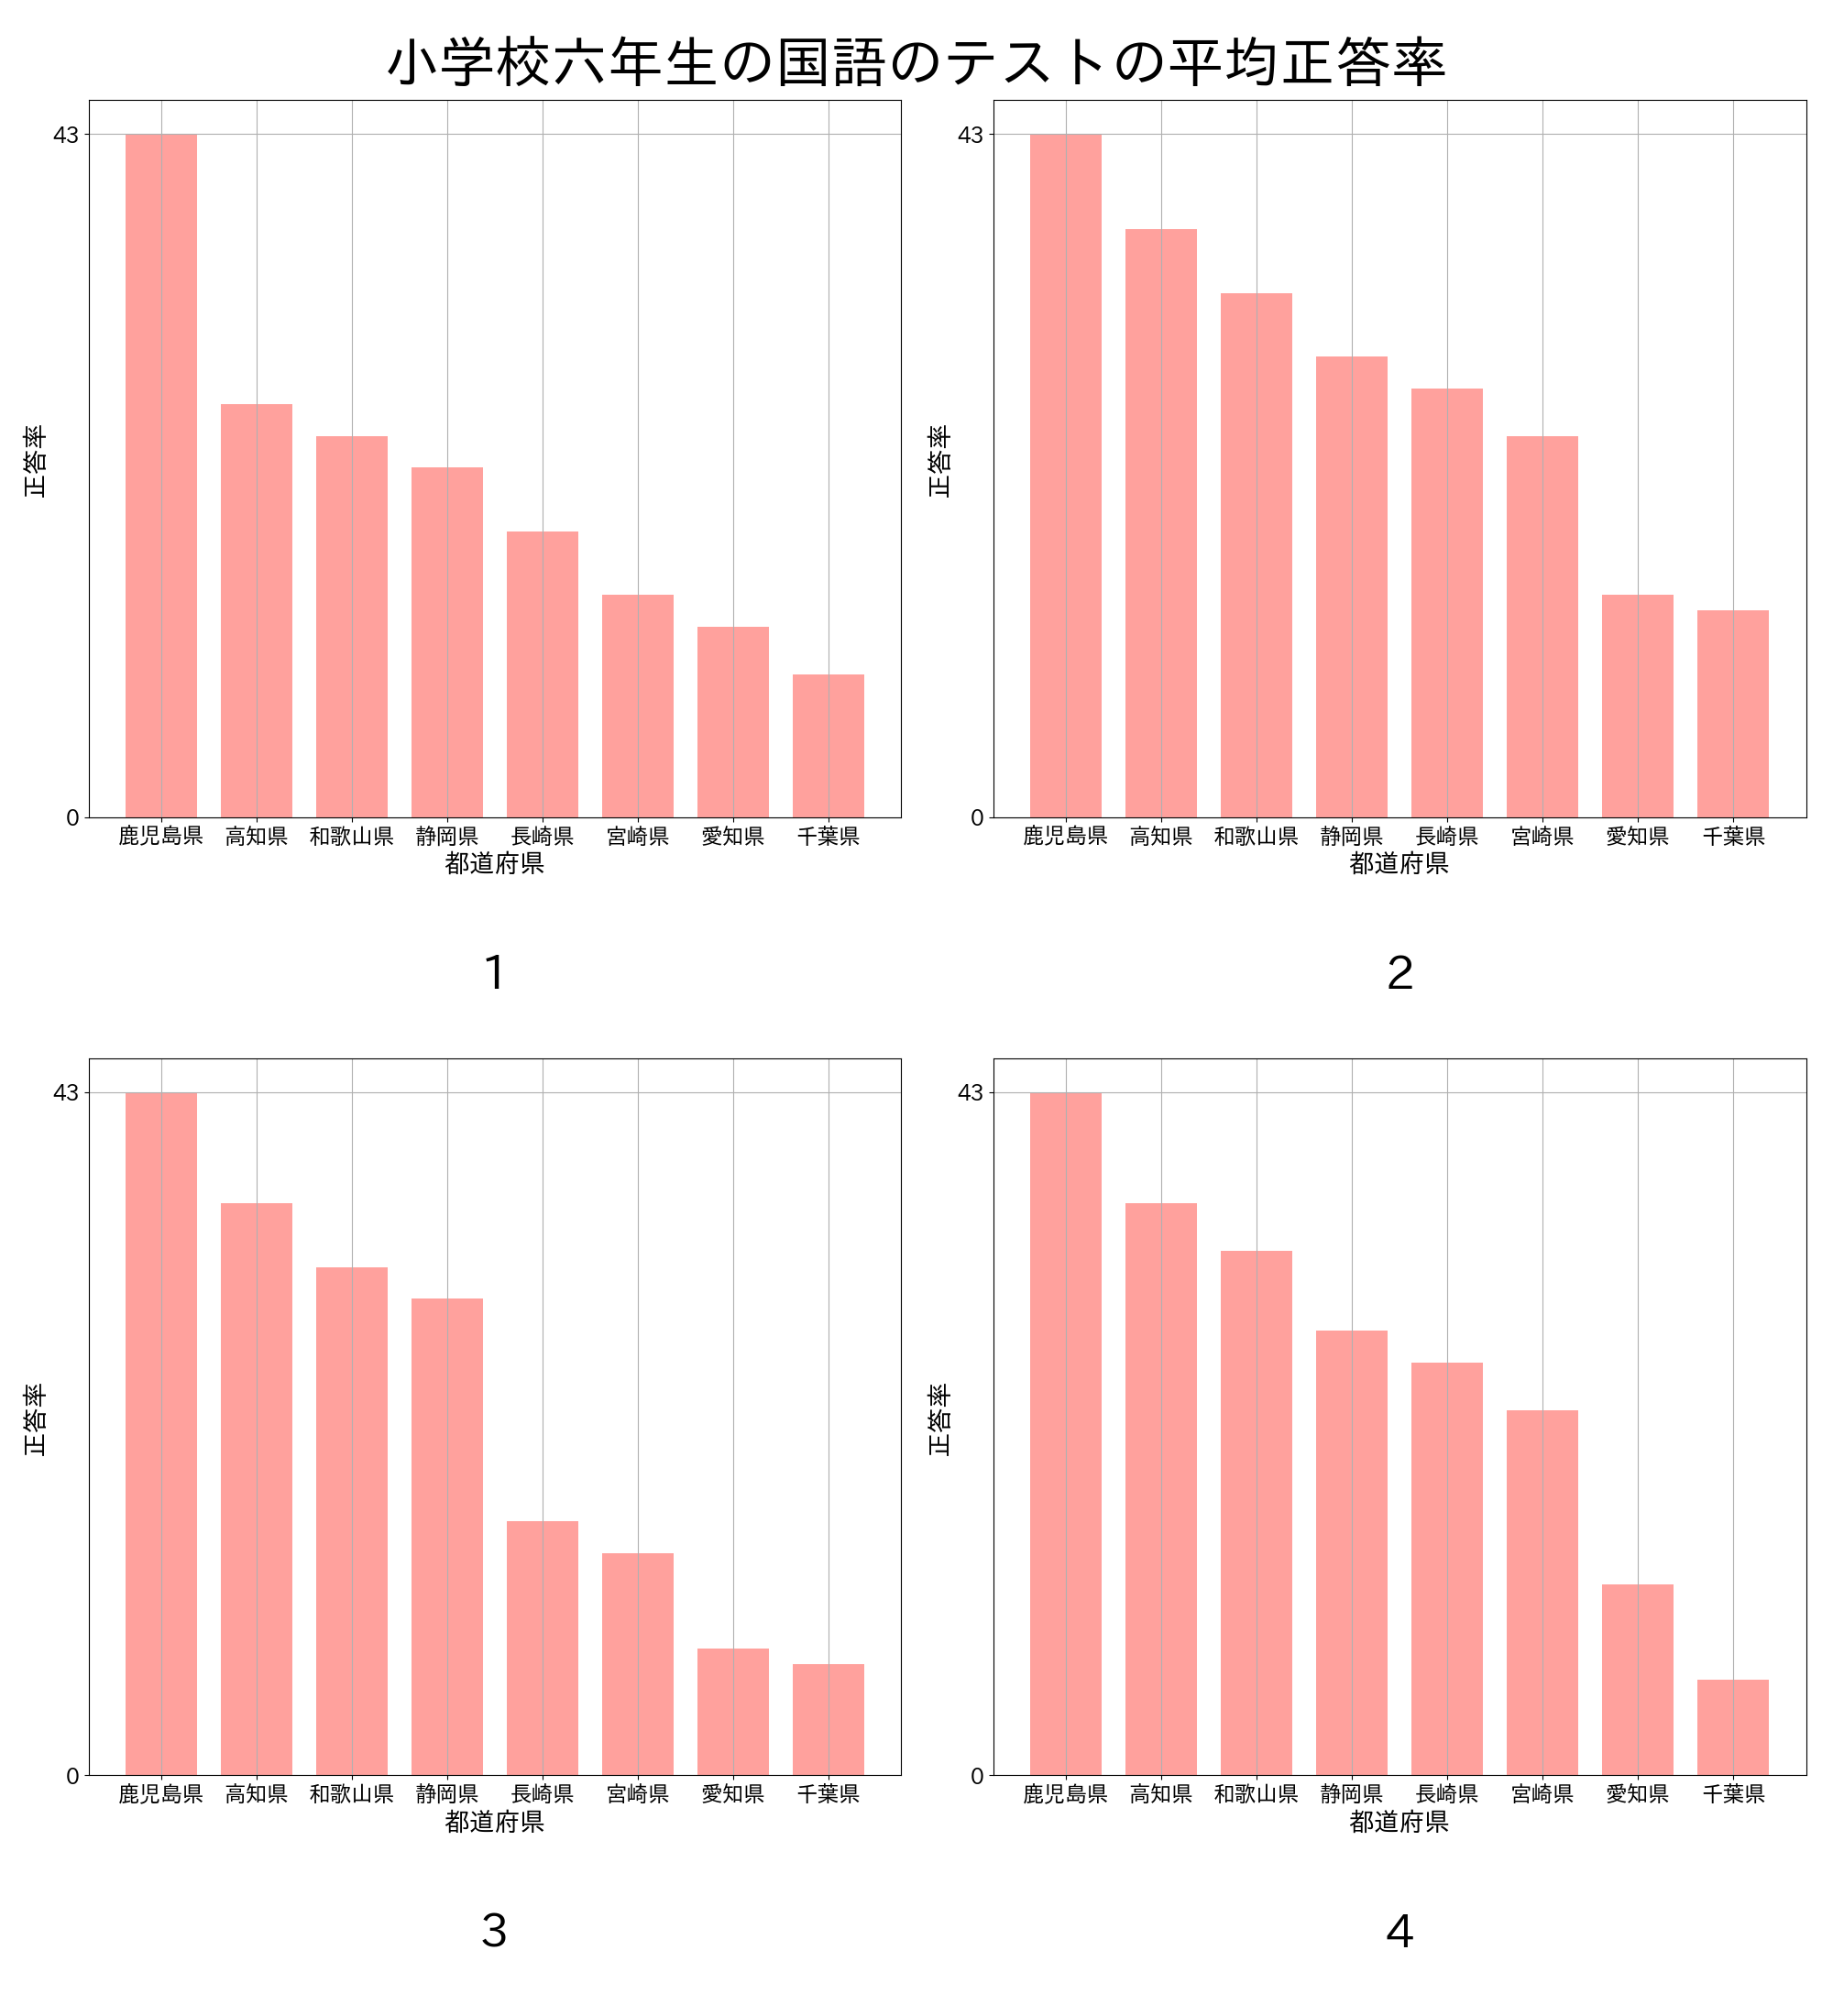 小学校六年生の国語のテストの平均正答率
43
0
正答率
鹿児島県 高知県 和歌山県 静岡県 長崎県 宮崎県 愛知県 千葉県
都道府県
1
43
0
正答率
鹿児島県 高知県 和歌山県 静岡県 長崎県 宮崎県 愛知県 千葉県
都道府県
2
43
0
正答率
鹿児島県 高知県 和歌山県 静岡県 長崎県 宮崎県 愛知県 千葉県
都道府県
3
43
0
正答率
鹿児島県 高知県 和歌山県 静岡県 長崎県 宮崎県 愛知県 千葉県
都道府県
4